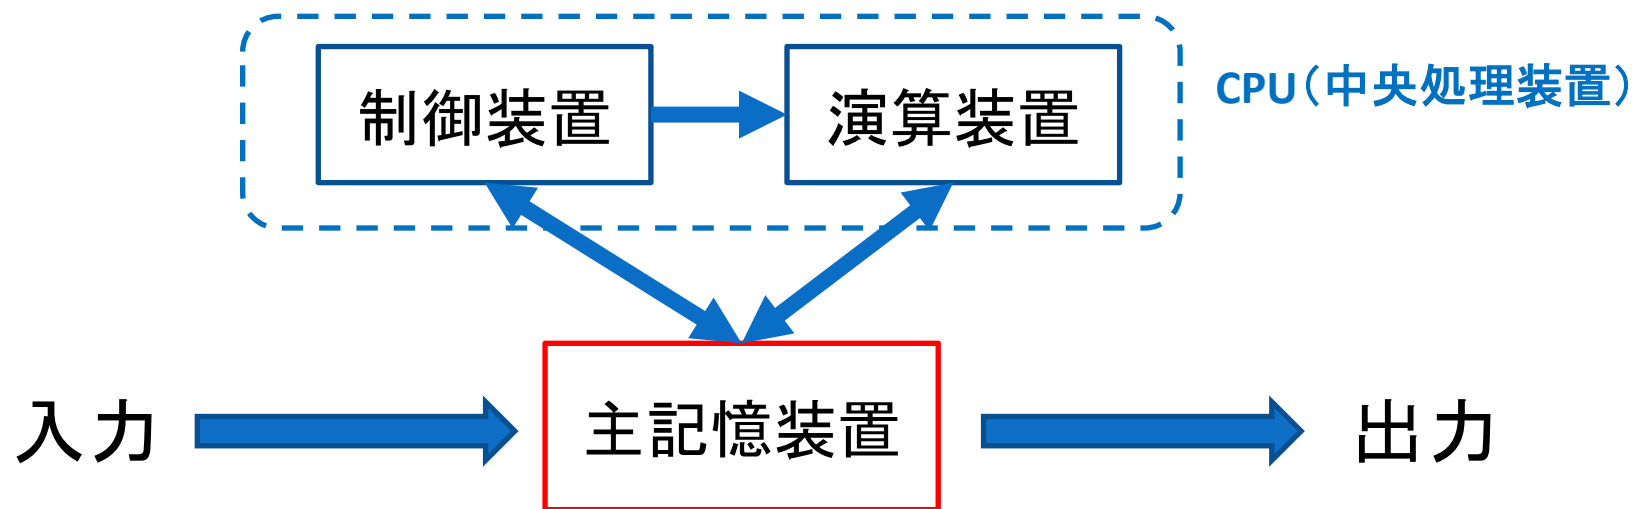 制御装置
演算装置
CPU(中央処理装置)
入力
主記憶装置
出力